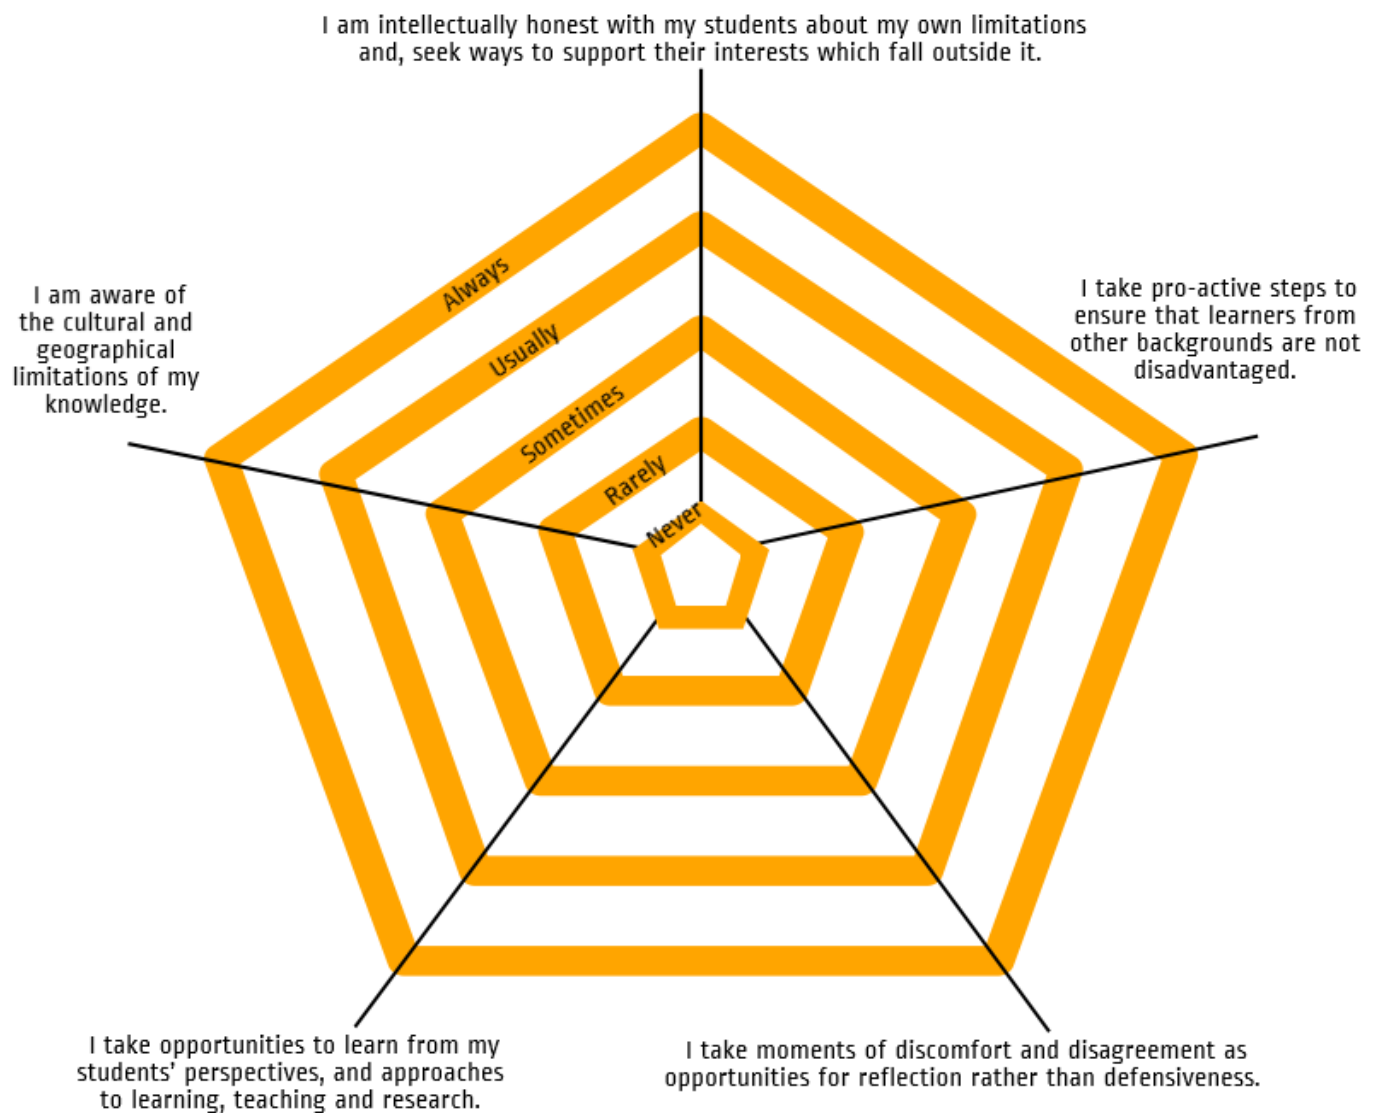 I am intellectually honest with my students about my own limitations
and, seek ways to support their interests which fall outside it.
I am aware of
the cultural and
geographical
limitations of my
knowledge.
I take pro-active steps to
ensure that learners from
other backgrounds are not
disadvantaged.
Always
Usually
Sometimes
Rarely
Never
I take opportunities to learn from my
students' perspectives, and approaches
to learning, teaching and research.
I take moments of discomfort and disagreement as
opportunities for reflection rather than defensiveness.